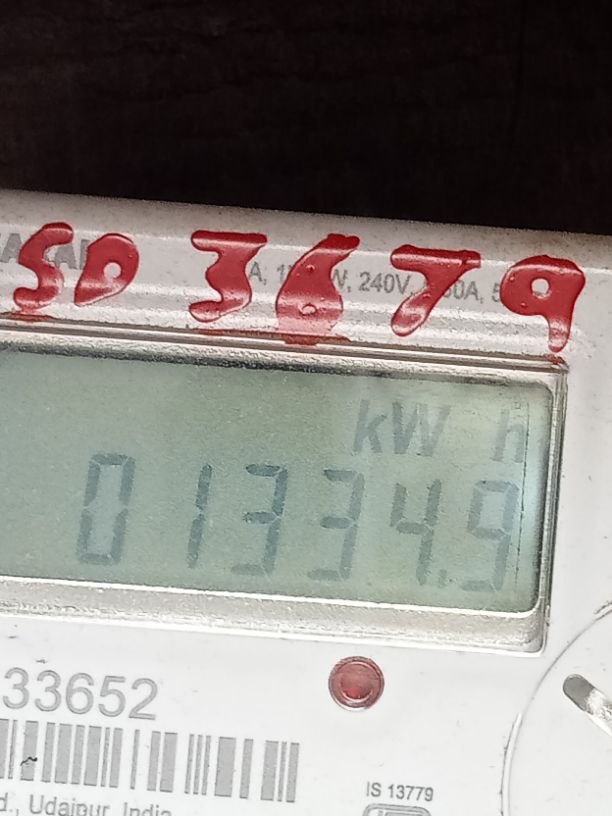 SD 3679
240V,
kW h
01334.9
33652
IS 13779
Udaipur, India